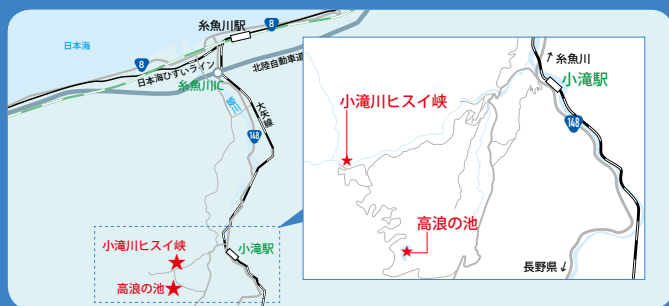 糸魚川駅
8
日本海
8
日本海ひすいライン
北陸自動車道
糸魚川IC
姫川
大糸線
148
小滝川ヒスイ峡
小滝駅
高浪の池
↑糸魚川
小滝駅
小滝川ヒスイ峡
148
高浪の池
長野県↓